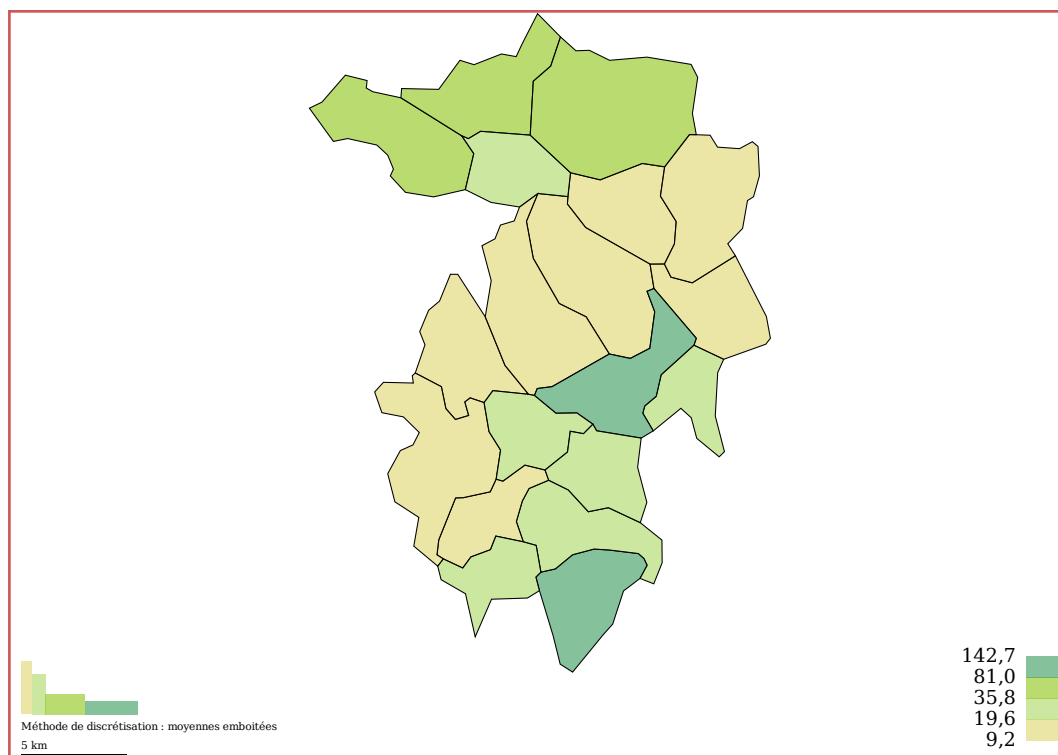 142,7
81,0
35,8
19,6
9,2
Méthode de discrétisation : moyennes emboitées
5 km